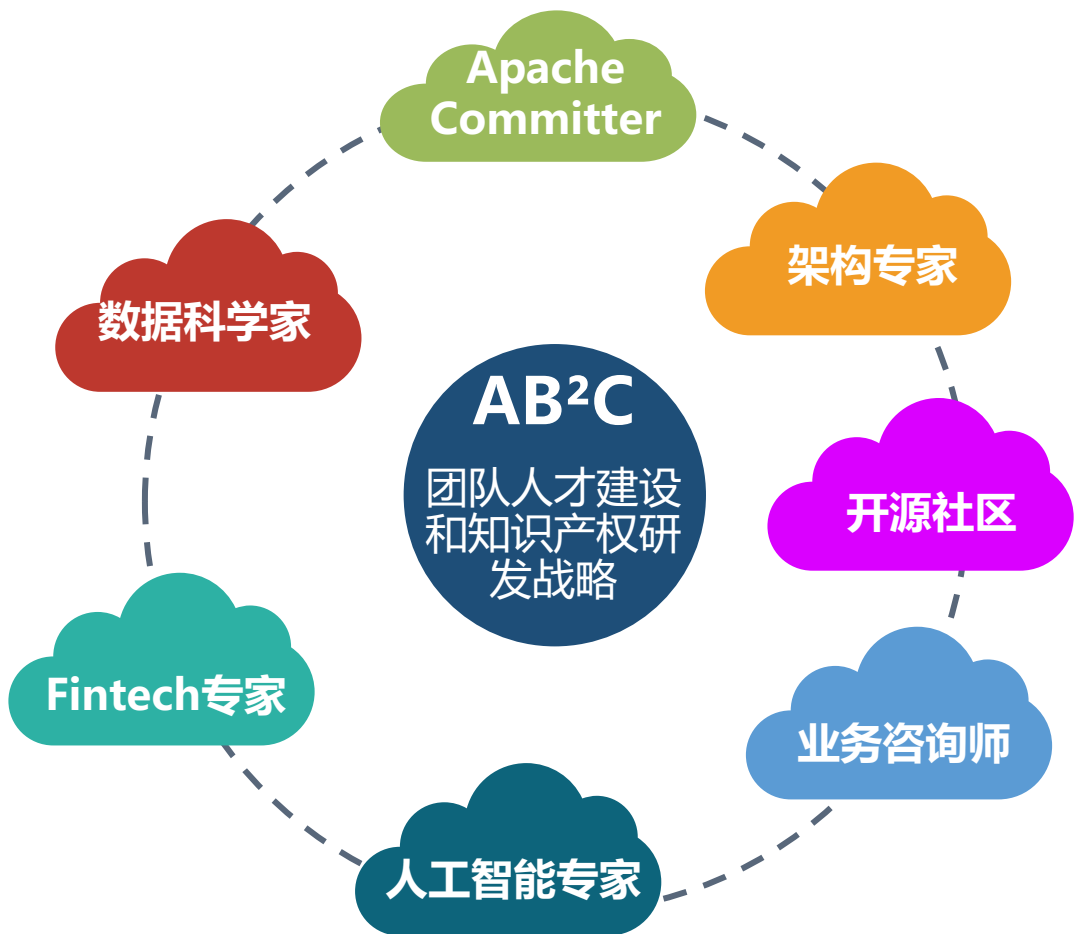 Apache
Committer
架构专家
数据科学家
AB²C
团队人才建设
和知识产权研
发战略
开源社区
Fintech专家
业务咨询师
人工智能专家